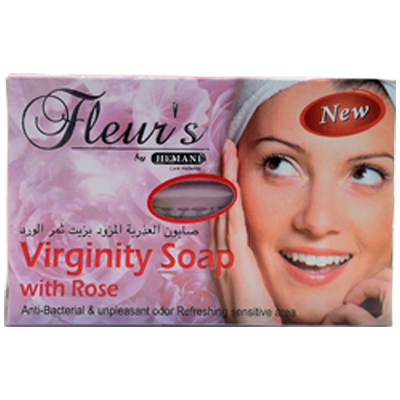 Fleur's
New
by HEMANI
صابون العذرية المزود بزيت ثمر الورد
Virginity Soap
with Rose
Anti-Bacterial & unpleasant odor Refreshing sensitive area